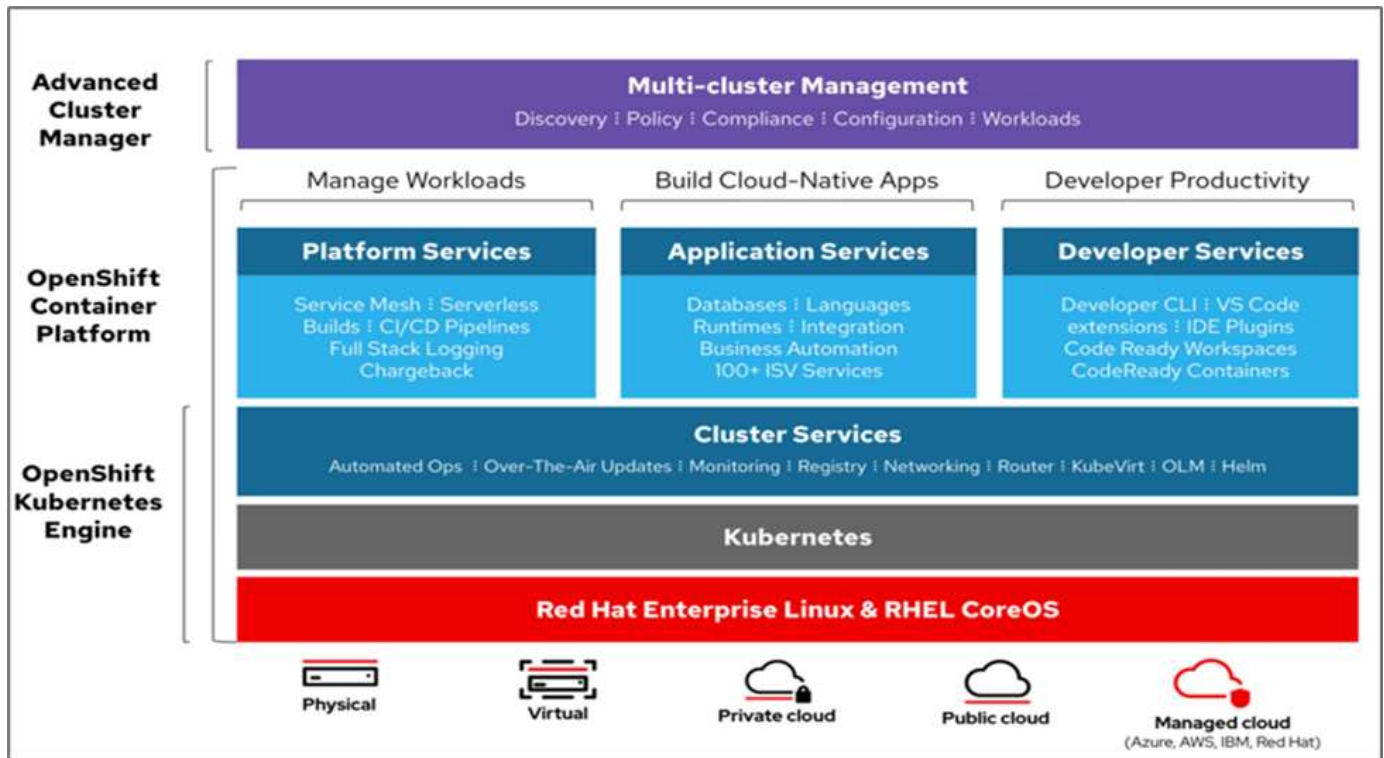 Advanced
Cluster
Manager
Multi-cluster Management
Discovery ⁝ Policy ⁝ Compliance ⁝ Configuration ⁝ Workloads
Manage Workloads
Build Cloud-Native Apps
Developer Productivity
OpenShift
Container
Platform
Platform Services
Service Mesh ⁝ Serverless
Builds ⁝ CI/CD Pipelines
Full Stack Logging
Chargeback
Application Services
Databases ⁝ Languages
Runtimes ⁝ Integration
Business Automation
100+ ISV Services
Developer Services
Developer CLI ⁝ VS Code
extensions ⁝ IDE Plugins
Code Ready Workspaces
CodeReady Containers
OpenShift
Kubernetes
Engine
Cluster Services
Automated Ops ⁝ Over-The-Air Updates ⁝ Monitoring ⁝ Registry ⁝ Networking ⁝ Router ⁝ KubeVirt ⁝ OLM ⁝ Helm
Kubernetes
Red Hat Enterprise Linux & RHEL CoreOS
Physical
Virtual
Private cloud
Public cloud
Managed cloud
(Azure, AWS, IBM, Red Hat)